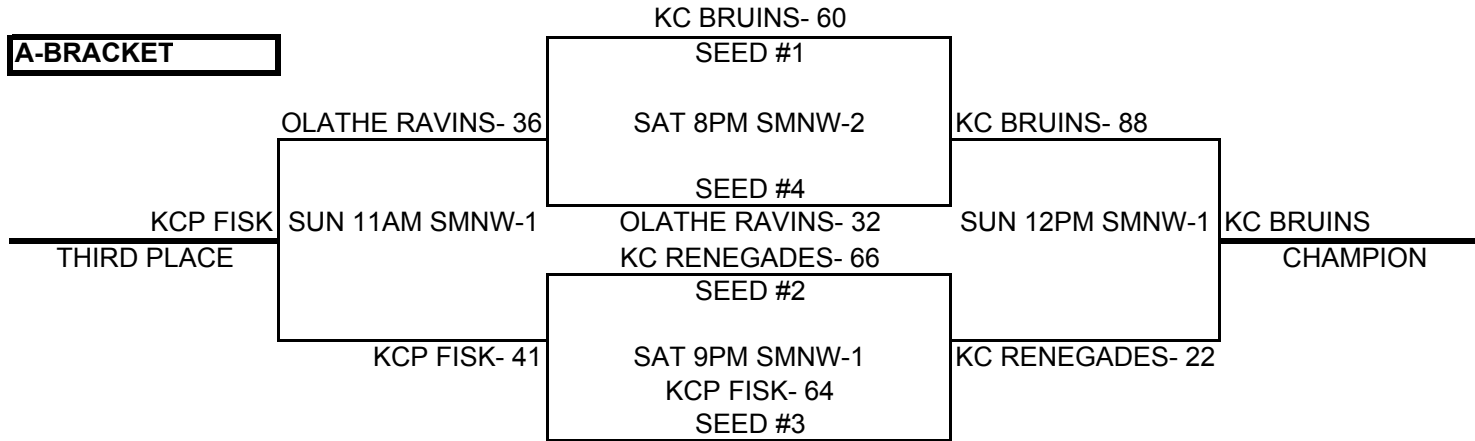 KC BRUINS- 60
A-BRACKET
SEED #1
OLATHE RAVINS- 36
SAT 8PM SMNW-2
KC BRUINS- 88
SEED #4
KCP FISK
SUN 11AM SMNW-1
OLATHE RAVINS- 32
SUN 12PM SMNW-1
KC BRUINS
THIRD PLACE
KC RENEGADES- 66
CHAMPION
SEED #2
KCP FISK- 41
SAT 9PM SMNW-1
KC RENEGADES- 22
KCP FISK- 64
SEED #3